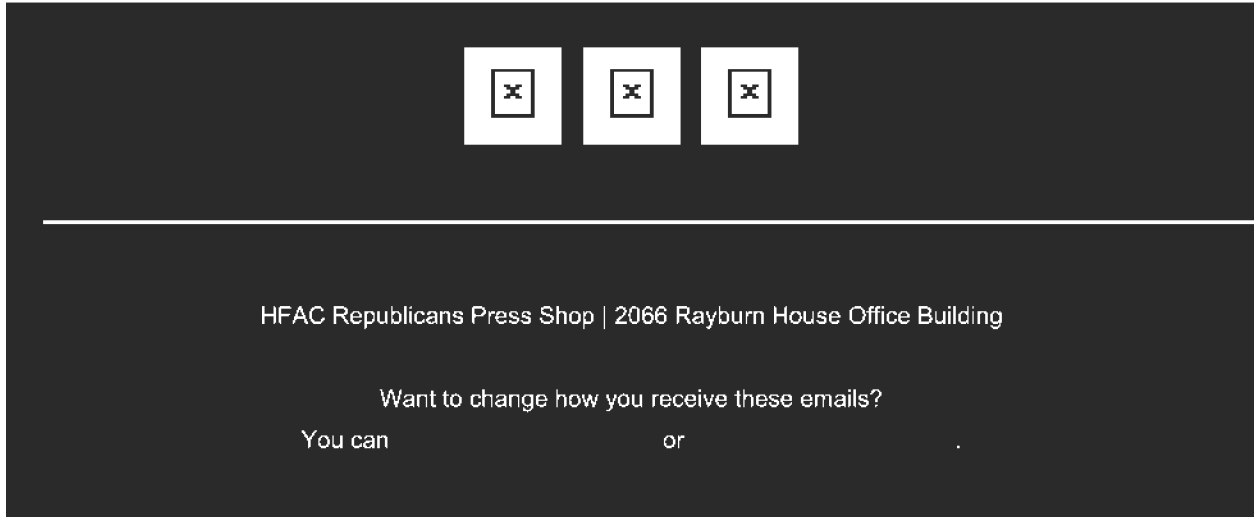 HFAC Republicans Press Shop | 2066 Rayburn House Office Building
Want to change how you receive these emails?
You can or .